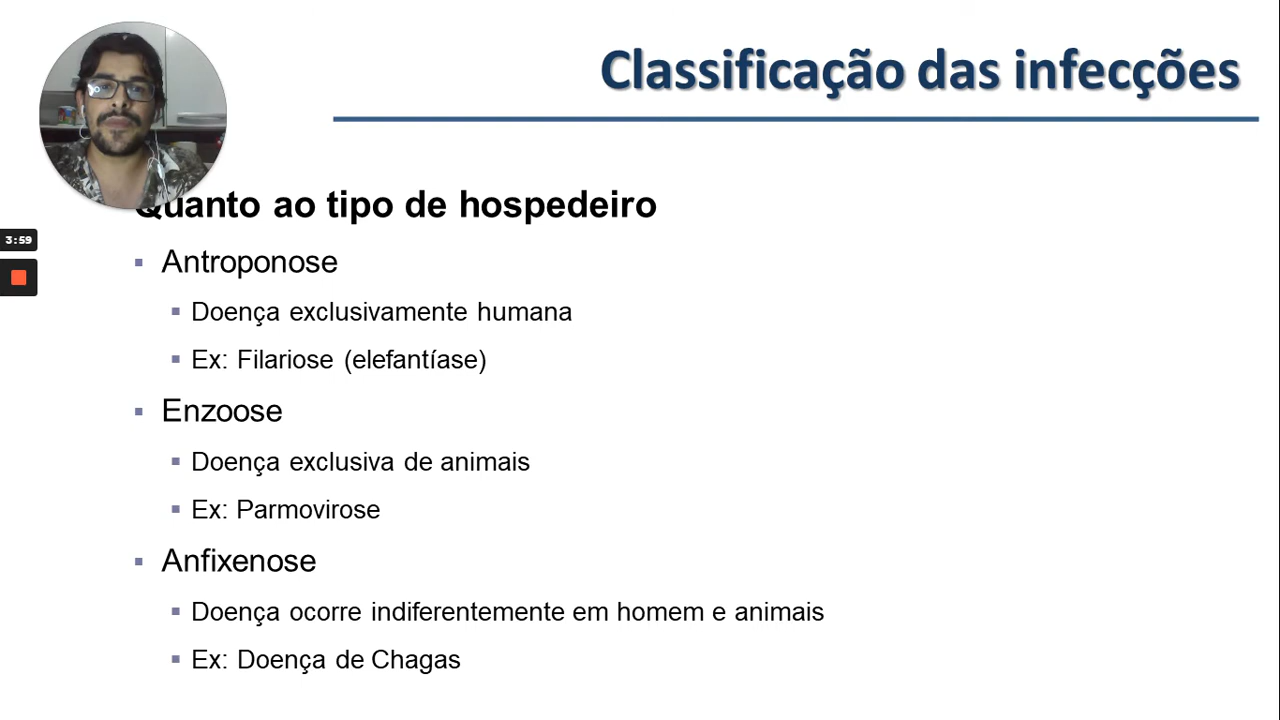 Classificação das infecções
Quanto ao tipo de hospedeiro
3:59
▪ Antroponose
▪ Doença exclusivamente humana
▪ Ex: Filariose (elefantíase)
▪ Enzoose
▪ Doença exclusiva de animais
▪ Ex: Parmovirose
▪ Anfixenose
▪ Doença ocorre indiferentemente em homem e animais
▪ Ex: Doença de Chagas